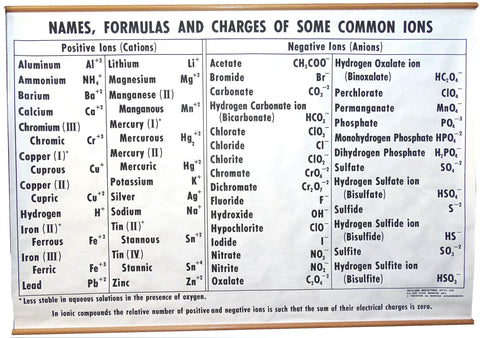 NAMES, FORMULAS AND CHARGES OF SOME COMMON IONS
Positive Ions (Cations)
Aluminum Al⁺³
Ammonium NH₄⁺
Barium Ba⁺²
Calcium Ca⁺²
Chromium (III)
Chromic Cr⁺³
Copper (I)*
Cuprous Cu⁺
Copper (II)
Cupric Cu⁺²
Hydrogen H⁺
Iron (II)*
Ferrous Fe⁺²
Iron (III)
Ferric Fe⁺³
Lead Pb⁺²
Lithium Li⁺
Magnesium Mg⁺²
Manganese (II)
Manganous Mn⁺²
Mercury (I)*
Mercurous Hg₂⁺²
Mercury (II)
Mercuric Hg⁺²
Potassium K⁺
Silver Ag⁺
Sodium Na⁺
Tin (II)*
Stannous Sn⁺²
Tin (IV)
Stannic Sn⁺⁴
Zinc Zn⁺²
Negative Ions (Anions)
Acetate CH₃COO⁻
Bromide Br⁻
Carbonate CO₃⁻²
Hydrogen Carbonate ion
(Bicarbonate) HCO₃⁻
Chlorate ClO₃⁻
Chloride Cl⁻
Chlorite ClO₂⁻
Chromate CrO₄⁻²
Dichromate Cr₂O₇⁻²
Fluoride F⁻
Hydroxide OH⁻
Hypochlorite ClO⁻
Iodide I⁻
Nitrate NO₃⁻
Nitrite NO₂⁻
Oxalate C₂O₄⁻²
Hydrogen Oxalate ion
(Binoxalate) HC₂O₄⁻
Perchlorate ClO₄⁻
Permanganate MnO₄⁻
Phosphate PO₄⁻³
Monohydrogen Phosphate HPO₄⁻²
Dihydrogen Phosphate H₂PO₄⁻
Sulfate SO₄⁻²
Hydrogen Sulfate ion
(Bisulfate) HSO₄⁻
Sulfide S⁻²
Hydrogen Sulfide ion
(Bisulfide) HS⁻
Sulfite SO₃⁻²
Hydrogen Sulfite ion
(Bisulfite) HSO₃⁻
* Less stable in aqueous solutions in the presence of oxygen.
In ionic compounds the relative number of positive and negative ions is such that the sum of their electrical charges is zero.